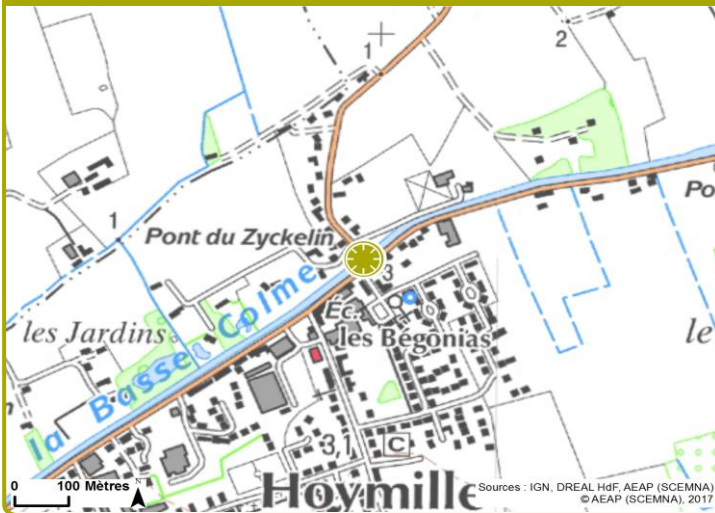 1
2
1
Pont du Zyckelin
Po
3
Éc.
les Bégonias
les Jardins
le
la Basse Colme
3,1
C
0 100 Mètres
N
Hoymille
Sources : IGN, DREAL HdF, AEAP (SCEMNA)
© AEAP (SCEMNA), 2017